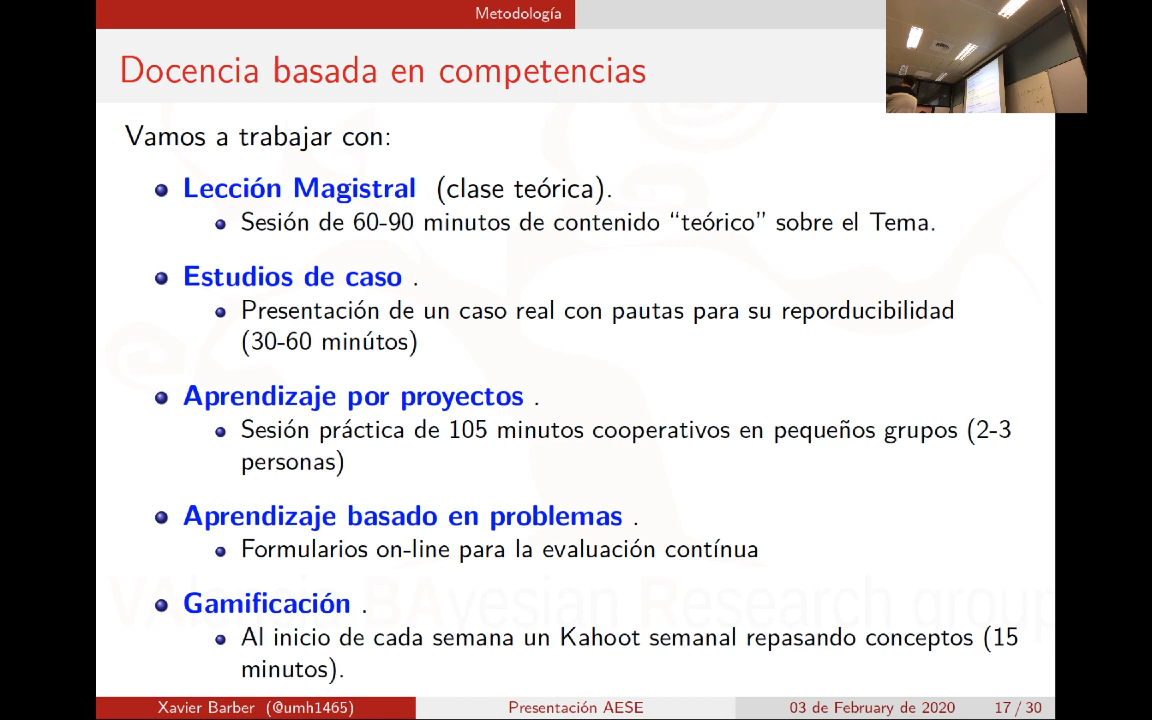 Metodología
Docencia basada en competencias
Vamos a trabajar con:
Lección Magistral (clase teórica).
Sesión de 60-90 minutos de contenido “teórico” sobre el Tema.
Estudios de caso .
Presentación de un caso real con pautas para su reporducibilidad
(30-60 minútos)
Aprendizaje por proyectos .
Sesión práctica de 105 minutos cooperativos en pequeños grupos (2-3
personas)
Aprendizaje basado en problemas .
Formularios on-line para la evaluación contínua
VAlencia BAyesian Research group
Gamificación .
Al inicio de cada semana un Kahoot semanal repasando conceptos (15
minutos).
Xavier Barber (@umh1465) Presentación AESE 03 de February de 2020 17 / 30